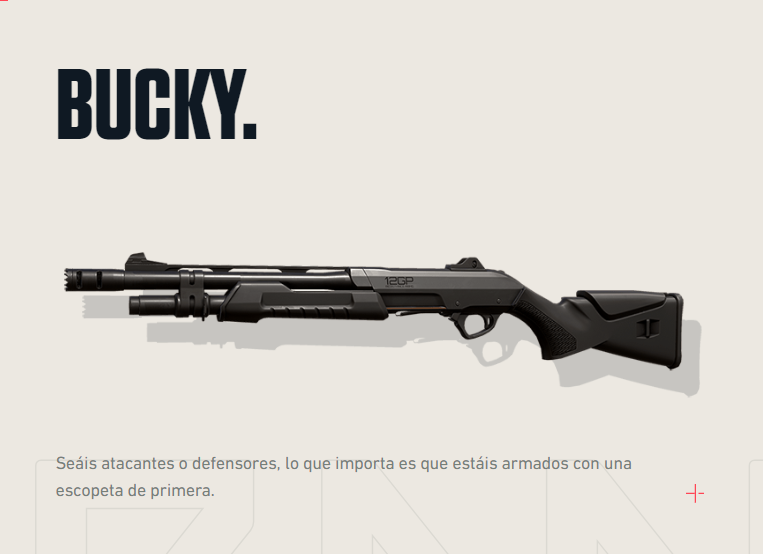 BUCKY.
12GP
Seáis atacantes o defensores, lo que importa es que estáis armados con una
escopeta de primera.